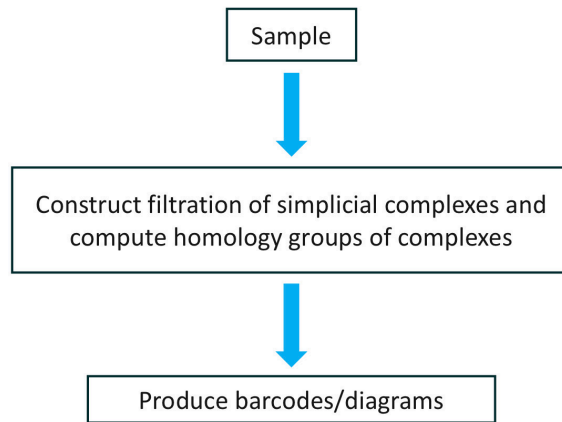 Sample
Construct filtration of simplicial complexes and
compute homology groups of complexes
Produce barcodes/diagrams